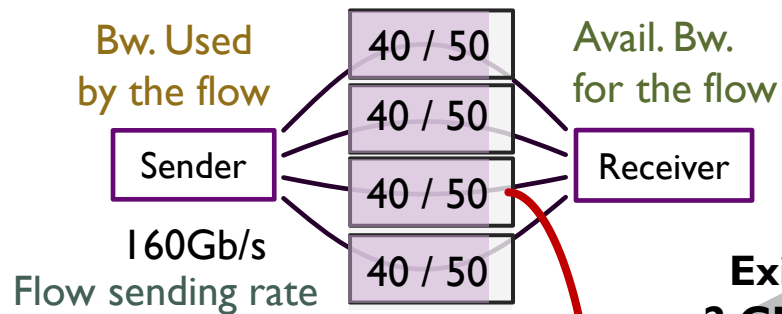 Bw. Used
by the flow
40 / 50
40 / 50
40 / 50
40 / 50
Avail. Bw.
for the flow
Sender
Receiver
160Gb/s
Flow sending rate